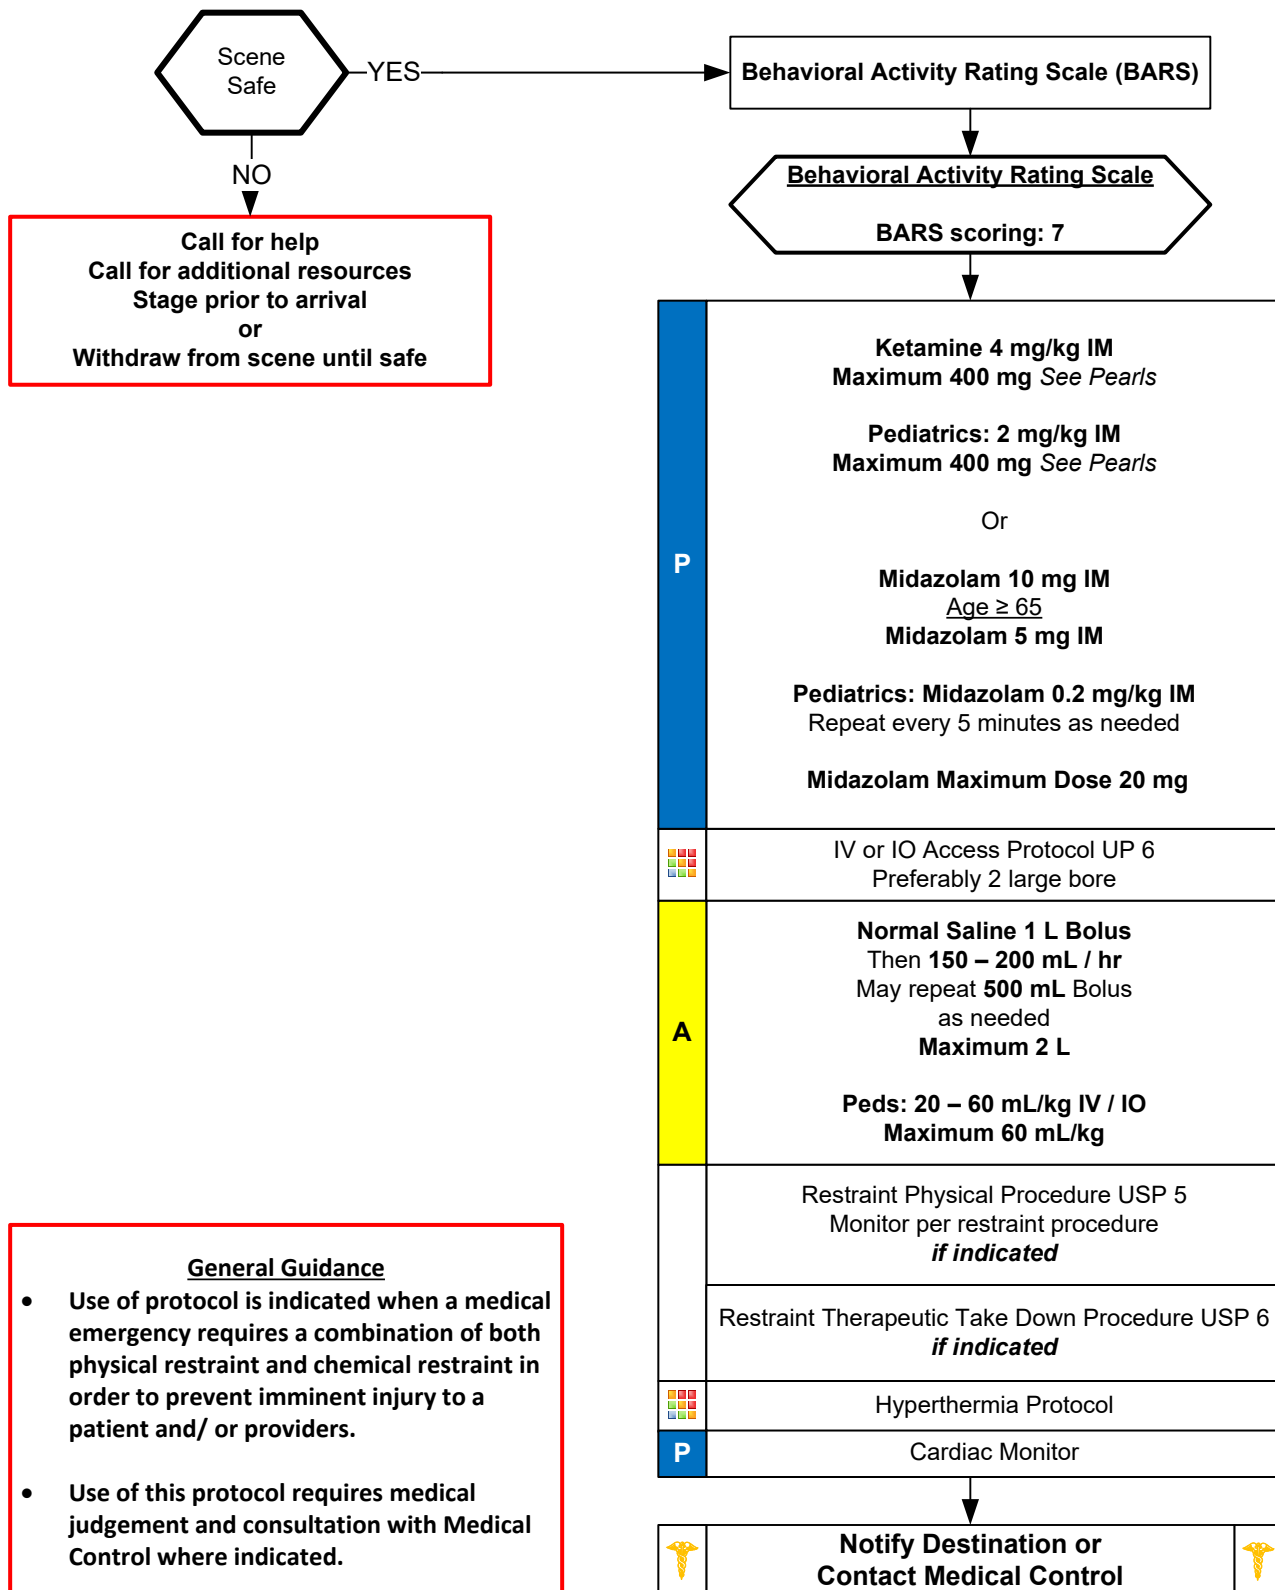 Scene
Safe
YES
NO
Call for help
Call for additional resources
Stage prior to arrival
or
Withdraw from scene until safe
Behavioral Activity Rating Scale (BARS)
Behavioral Activity Rating Scale
BARS scoring: 7
P
Ketamine 4 mg/kg IM
Maximum 400 mg See Pearls
Pediatrics: 2 mg/kg IM
Maximum 400 mg See Pearls
Or
Midazolam 10 mg IM
Age ≥ 65
Midazolam 5 mg IM
Pediatrics: Midazolam 0.2 mg/kg IM
Repeat every 5 minutes as needed
Midazolam Maximum Dose 20 mg
IV or IO Access Protocol UP 6
Preferably 2 large bore
A
Normal Saline 1 L Bolus
Then 150 – 200 mL / hr
May repeat 500 mL Bolus
as needed
Maximum 2 L
Peds: 20 – 60 mL/kg IV / IO
Maximum 60 mL/kg
Restraint Physical Procedure USP 5
Monitor per restraint procedure
if indicated
Restraint Therapeutic Take Down Procedure USP 6
if indicated
Hyperthermia Protocol
P
Cardiac Monitor
Notify Destination or
Contact Medical Control
General Guidance
• Use of protocol is indicated when a medical
emergency requires a combination of both
physical restraint and chemical restraint in
order to prevent imminent injury to a
patient and/ or providers.
• Use of this protocol requires medical
judgement and consultation with Medical
Control where indicated.